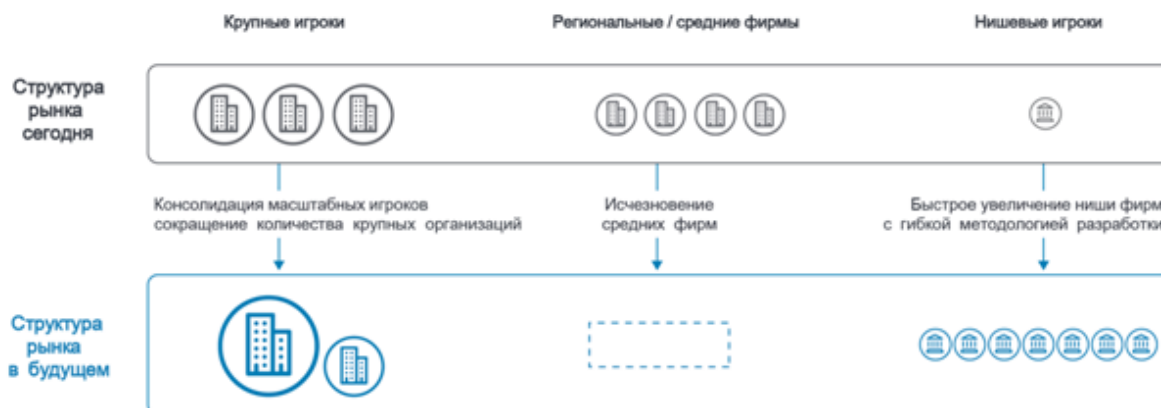 Крупные игроки
Региональные / средние фирмы
Нишевые игроки
Структура
рынка
сегодня
Консолидация масштабных игроков
сокращение количества крупных организаций
Исчезновение
средних фирм
Быстрое увеличение ниши фирм
с гибкой методологией разработки
Структура
рынка
в будущем